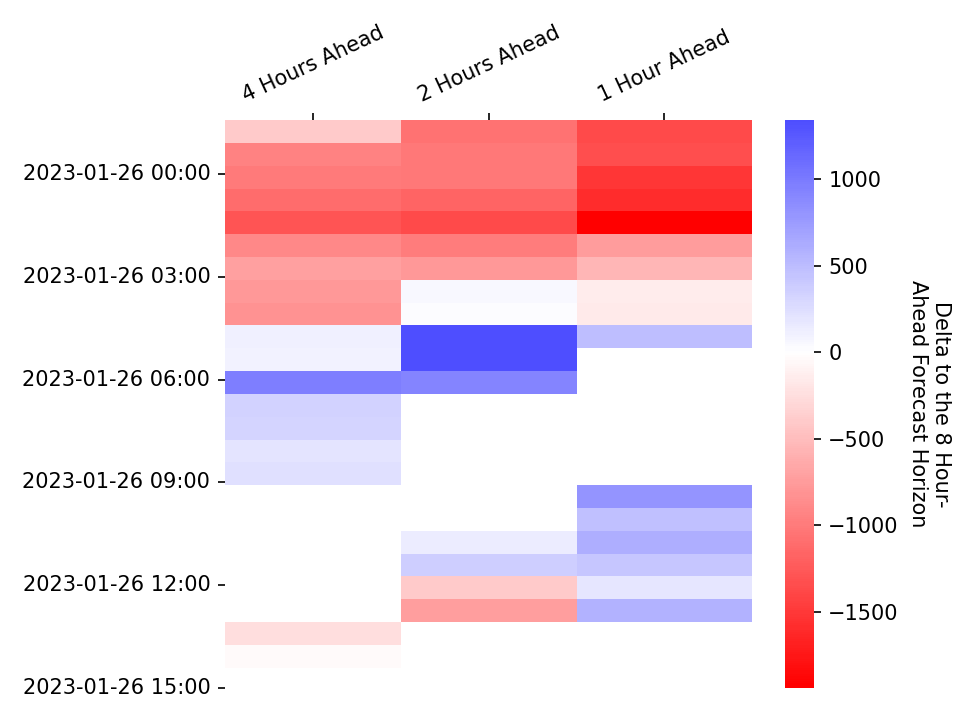 4 Hours Ahead
2 Hours Ahead
1 Hour Ahead
2023-01-26 00:00
2023-01-26 03:00
2023-01-26 06:00
2023-01-26 09:00
2023-01-26 12:00
2023-01-26 15:00
1000
500
0
−500
−1000
−1500
Delta to the 8 Hour-
Ahead Forecast Horizon